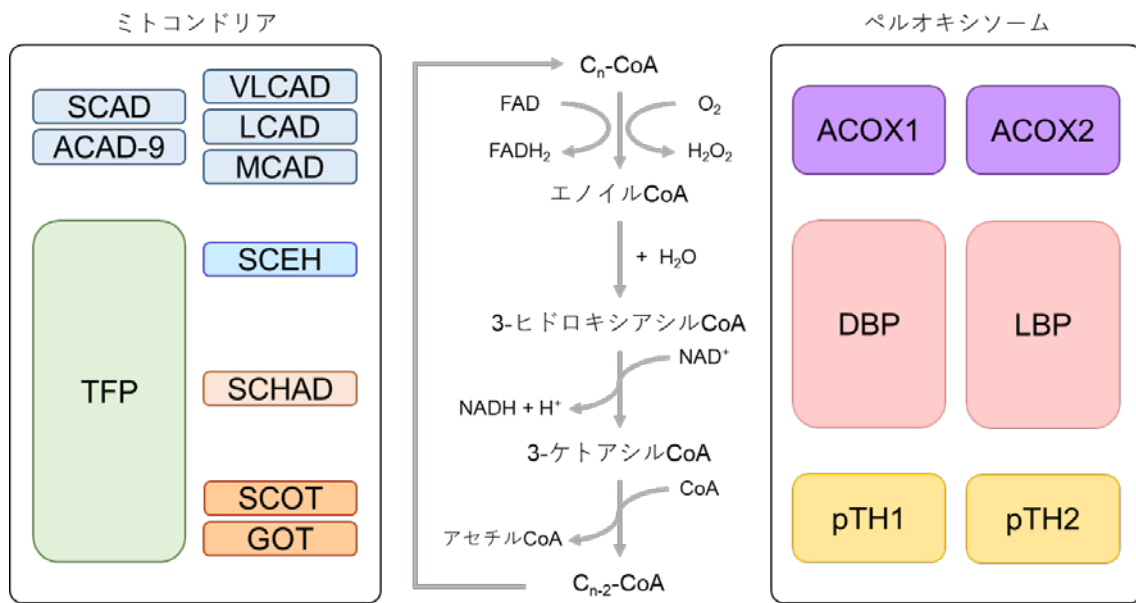 ミトコンドリア
SCAD
ACAD-9
VLCAD
LCAD
MCAD
TFP
SCEH
SCHAD
SCOT
GOT
Cₙ-CoA
FAD
O₂
FADH₂
H₂O₂
エノイルCoA
+ H₂O
3-ヒドロキシアシルCoA
NAD⁺
NADH + H⁺
3-ケトアシルCoA
CoA
アセチルCoA
Cₙ₋₂-CoA
ペルオキシソーム
ACOX1
ACOX2
DBP
LBP
pTH1
pTH2